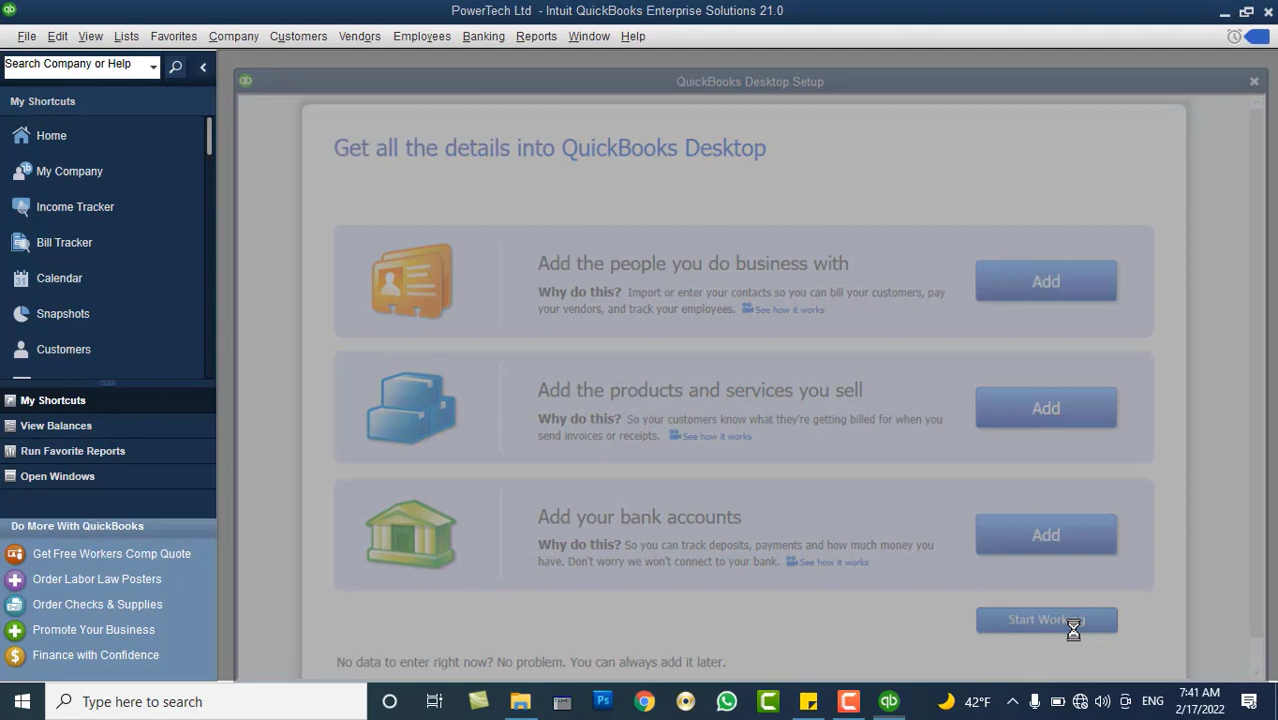 PowerTech Ltd - Intuit QuickBooks Enterprise Solutions 21.0
File Edit View Lists Favorites Company Customers Vendors Employees Banking Reports Window Help
Search Company or Help
QuickBooks Desktop Setup
My Shortcuts
Home
My Company
Income Tracker
Bill Tracker
Calendar
Snapshots
Customers
My Shortcuts
View Balances
Run Favorite Reports
Open Windows
Do More With QuickBooks
Get Free Workers Comp Quote
Order Labor Law Posters
Order Checks & Supplies
Promote Your Business
Finance with Confidence
Get all the details into QuickBooks Desktop
Add the people you do business with
Why do this? Import or enter your contacts so you can bill your customers, pay
your vendors, and track your employees. See how it works
Add
Add the products and services you sell
Why do this? So your customers know what they're getting billed for when you
send invoices or receipts. See how it works
Add
Add your bank accounts
Why do this? So you can track deposits, payments and how much money you
have. Don't worry we won't connect to your bank. See how it works
Add
Start Working
No data to enter right now? No problem. You can always add it later.
Type here to search
42°F
ENG
7:41 AM
2/17/2022